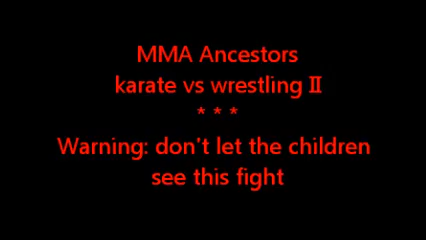 MMA Ancestors
karate vs wrestling II
* * *
Warning: don't let the children
see this fight